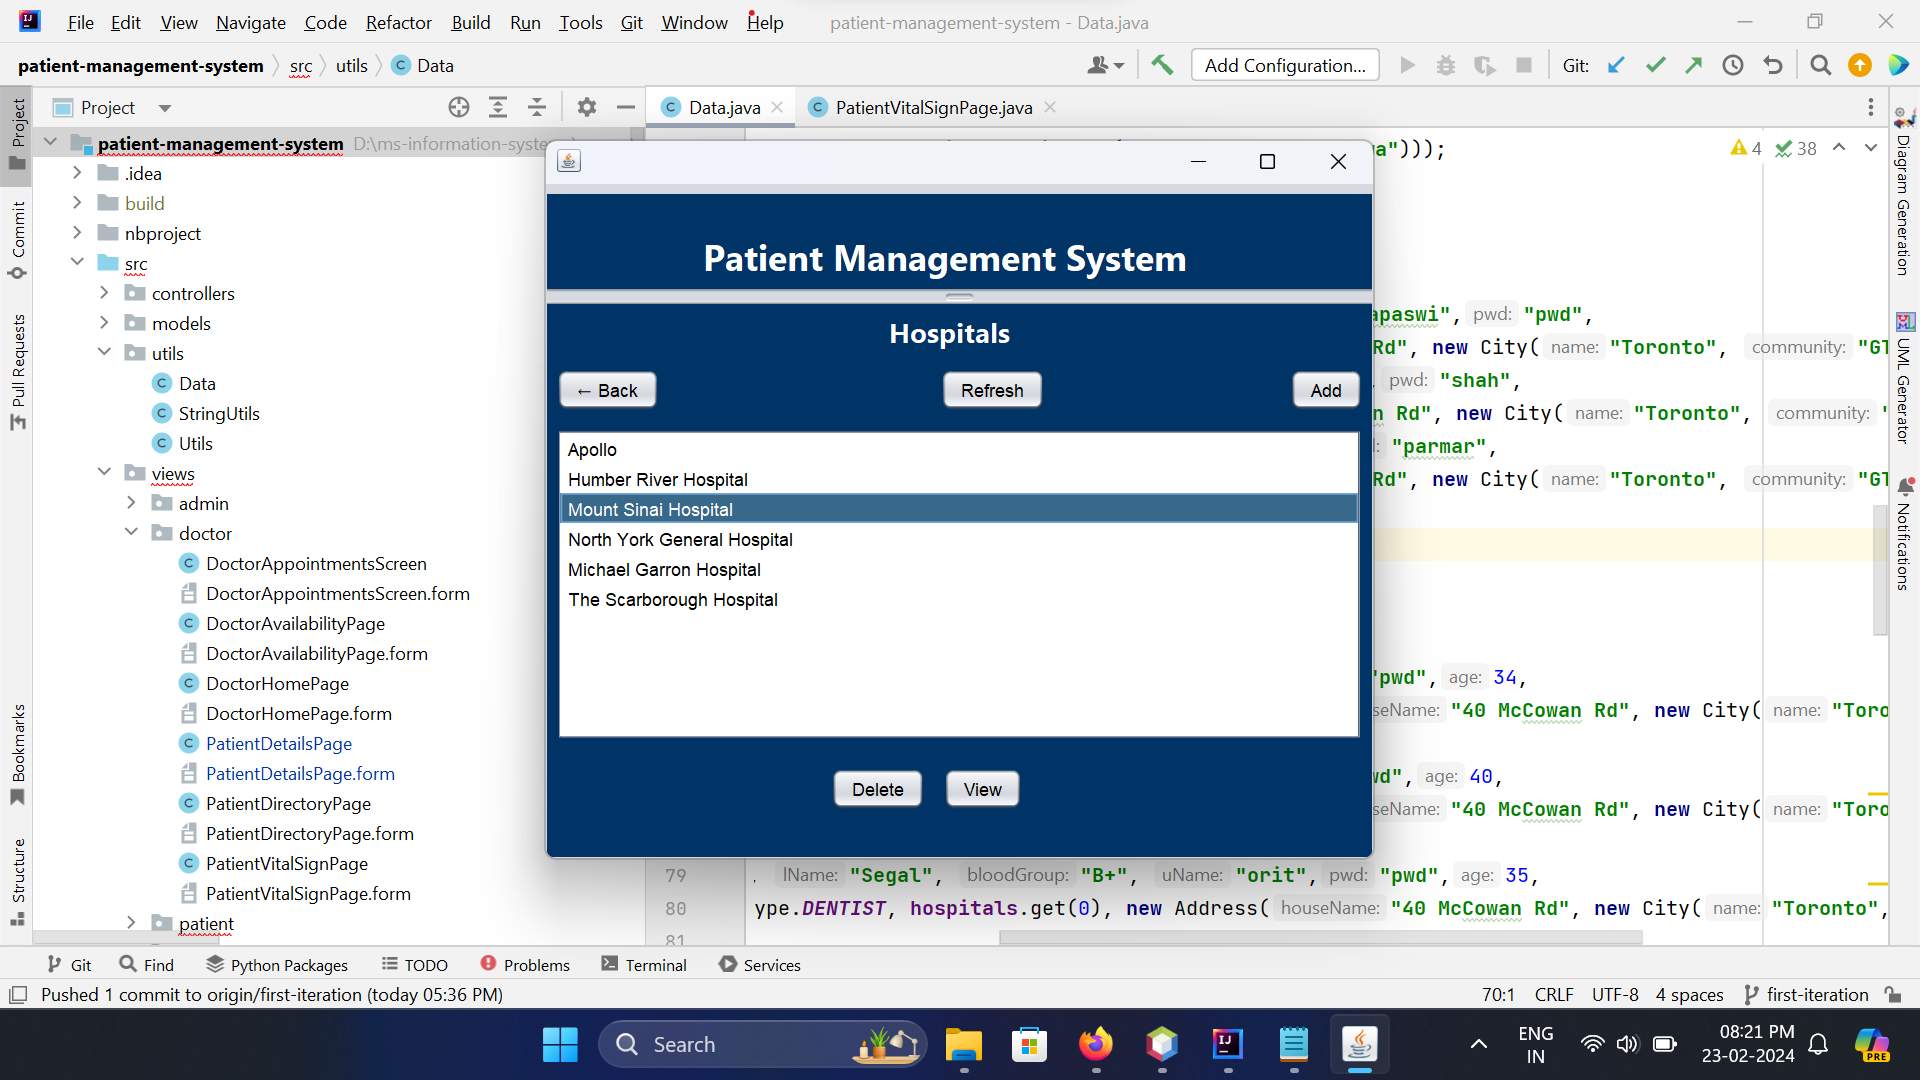 File Edit View Navigate Code Refactor Build Run Tools Git Window Help patient-management-system - Data.java
patient-management-system src utils Data Add Configuration... Git:
Project Data.java PatientVitalSignPage.java
patient-management-system D:\ms-information-syste
.idea
build
nbproject
src
controllers
models
utils
Data
StringUtils
Utils
views
admin
doctor
DoctorAppointmentsScreen
DoctorAppointmentsScreen.form
DoctorAvailabilityPage
DoctorAvailabilityPage.form
DoctorHomePage
DoctorHomePage.form
PatientDetailsPage
PatientDetailsPage.form
PatientDirectoryPage
PatientDirectoryPage.form
PatientVitalSignPage
PatientVitalSignPage.form
patient
Project
Commit
Pull Requests
Bookmarks
Structure
Patient Management System
Hospitals
← Back Refresh Add
Apollo
Humber River Hospital
Mount Sinai Hospital
North York General Hospital
Michael Garron Hospital
The Scarborough Hospital
Delete View
a")));
4 38
apaswi", pwd: "pwd",
Rd", new City( name: "Toronto", community: "GT
, pwd: "shah",
n Rd", new City( name: "Toronto", community: "
d: "parmar",
Rd", new City( name: "Toronto", community: "GT
"pwd", age: 34,
seName: "40 McCowan Rd", new City( name: "Toro
wd", age: 40,
seName: "40 McCowan Rd", new City( name: "Toro
79 , lName: "Segal", bloodGroup: "B+", uName: "orit", pwd: "pwd", age: 35,
80 ype.DENTIST, hospitals.get(0), new Address( houseName: "40 McCowan Rd", new City( name: "Toronto",
81
Diagram Generation
UML Generator
Notifications
Git Find Python Packages TODO Problems Terminal Services
Pushed 1 commit to origin/first-iteration (today 05:36 PM) 70:1 CRLF UTF-8 4 spaces first-iteration
Search ENG 08:21 PM
IN 23-02-2024 PRE